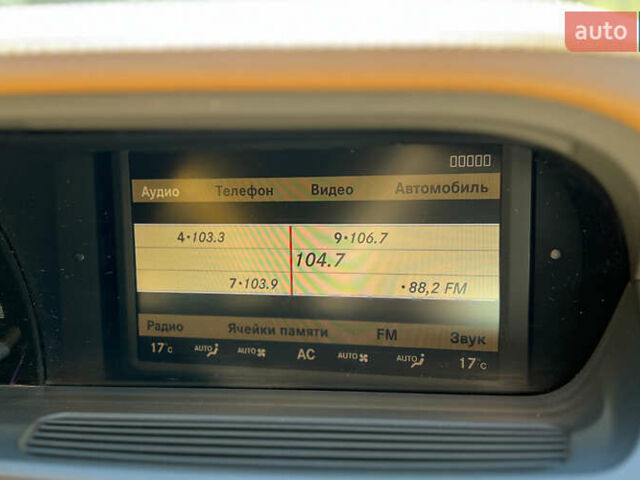 auto
Аудио Телефон Видео Автомобиль
4•103.3 9•106.7
104.7
7•103.9 •88,2 FM
Радио Ячейки памяти FM Звук
17°c AUTO AUTO AC AUTO AUTO 17°c